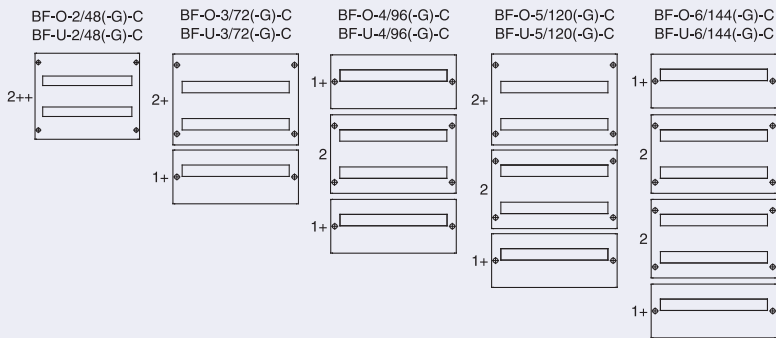 BF-O-2/48(-G)-C
BF-U-2/48(-G)-C
2++
BF-O-3/72(-G)-C
BF-U-3/72(-G)-C
2+
1+
BF-O-4/96(-G)-C
BF-U-4/96(-G)-C
1+
2
1+
BF-O-5/120(-G)-C
BF-U-5/120(-G)-C
2+
2
1+
BF-O-6/144(-G)-C
BF-U-6/144(-G)-C
1+
2
2
1+